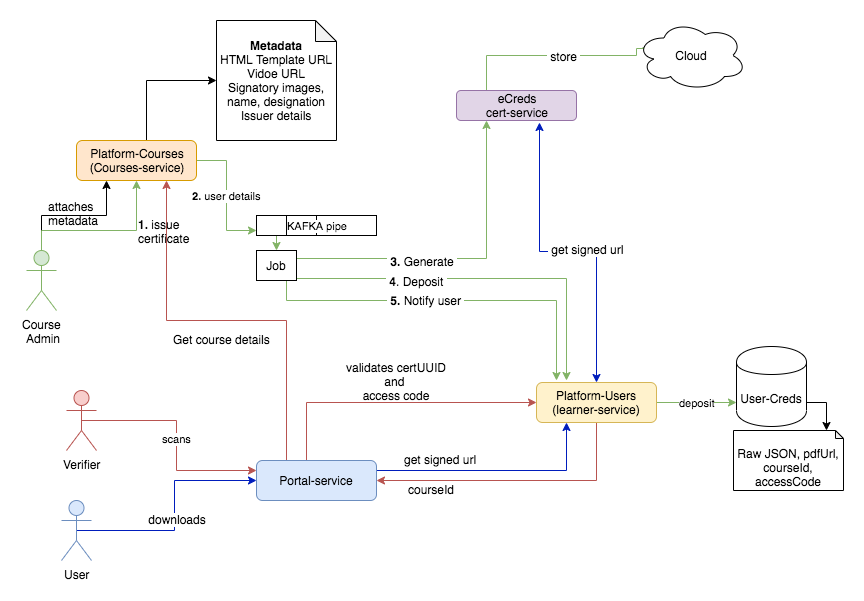 Metadata
HTML Template URL
Vidoe URL
Signatory images,
name, designation
Issuer details
store
Cloud
eCreds
cert-service
Platform-Courses
(Courses-service)
2. user details
attaches
metadata
1. issue
certificate
KAFKA pipe
get signed url
Job
3. Generate
4. Deposit
5. Notify user
Course
Admin
Get course details
validates certUUID
and
access code
Platform-Users
(learner-service)
deposit
User-Creds
Raw JSON, pdfUrl,
courseId,
accessCode
scans
Verifier
get signed url
Portal-service
courseId
downloads
User